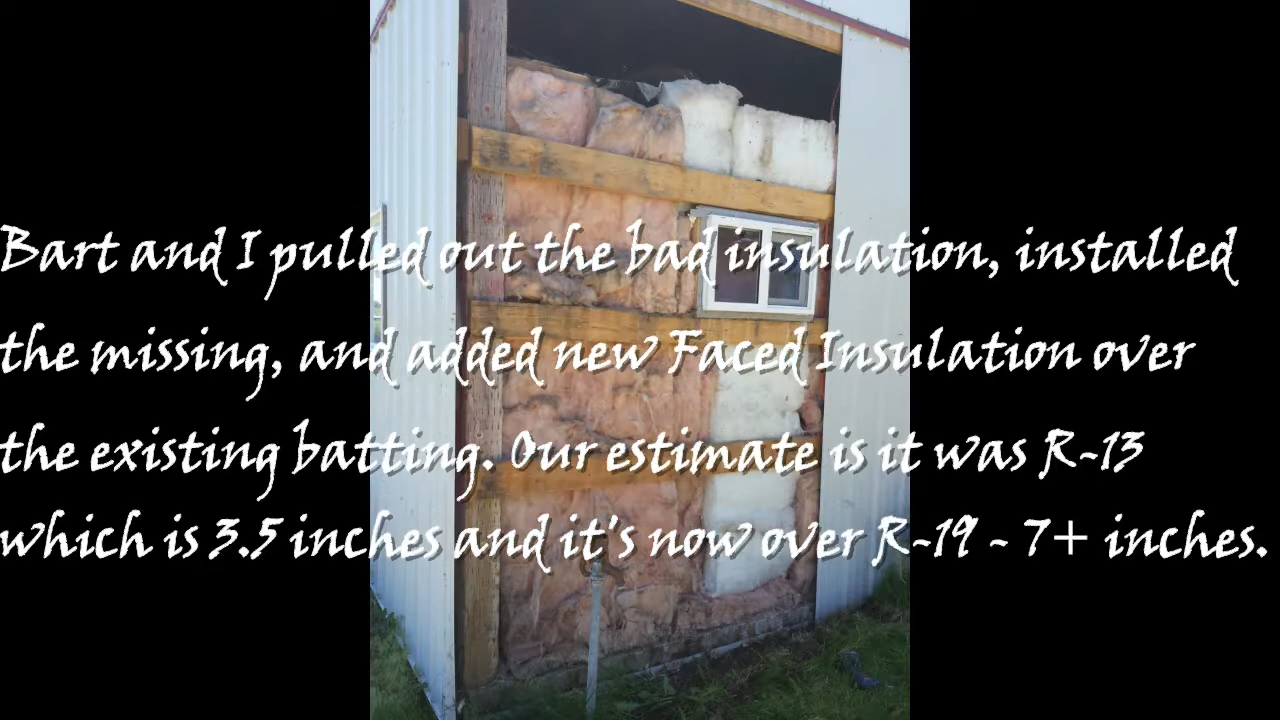 Bart and I pulled out the bad insulation, installed
the missing, and added new Faced Insulation over
the existing batting. Our estimate is it was R-13
which is 3.5 inches and it's now over R-19 - 7+ inches.